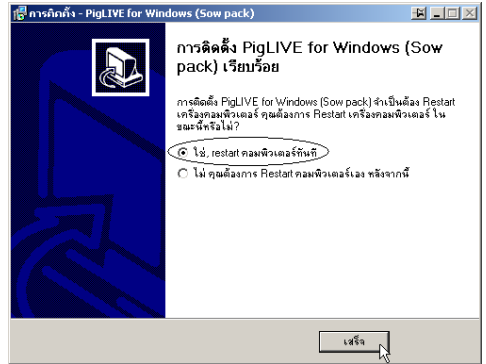 การติดตั้ง - PigLIVE for Windows (Sow pack)
การติดตั้ง PigLIVE for Windows (Sow
pack) เรียบร้อย
การติดตั้ง PigLIVE for Windows (Sow pack) จำเป็นต้อง Restart
เครื่องคอมพิวเตอร์ คุณต้องการ Restart เครื่องคอมพิวเตอร์ ใน
ขณะนี้หรือไม่?
ใช่, restart คอมพิวเตอร์ทันที
ไม่ คุณต้องการ Restart คอมพิวเตอร์เอง หลังจากนี้
เสร็จ